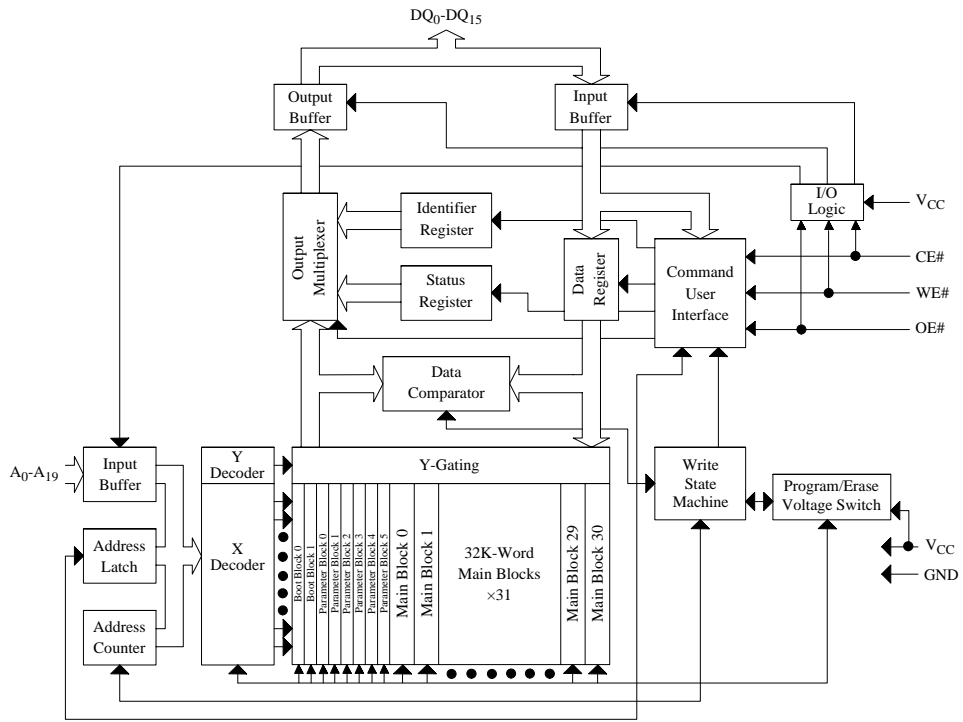 DQ0-DQ15
Output
Buffer
Input
Buffer
I/O
Logic
VCC
Output
Multiplexer
Identifier
Register
Status
Register
Data
Register
Command
User
Interface
CE#
WE#
OE#
Data
Comparator
A0-A19
Input
Buffer
Y
Decoder
Y-Gating
Write
State
Machine
Program/Erase
Voltage Switch
Address
Latch
X
Decoder
Address
Counter
Boot Block 0
Boot Block 1
Parameter Block 0
Parameter Block 1
Parameter Block 2
Parameter Block 3
Parameter Block 4
Parameter Block 5
Main Block 0
Main Block 1
32K-Word
Main Blocks
×31
Main Block 29
Main Block 30
VCC
GND